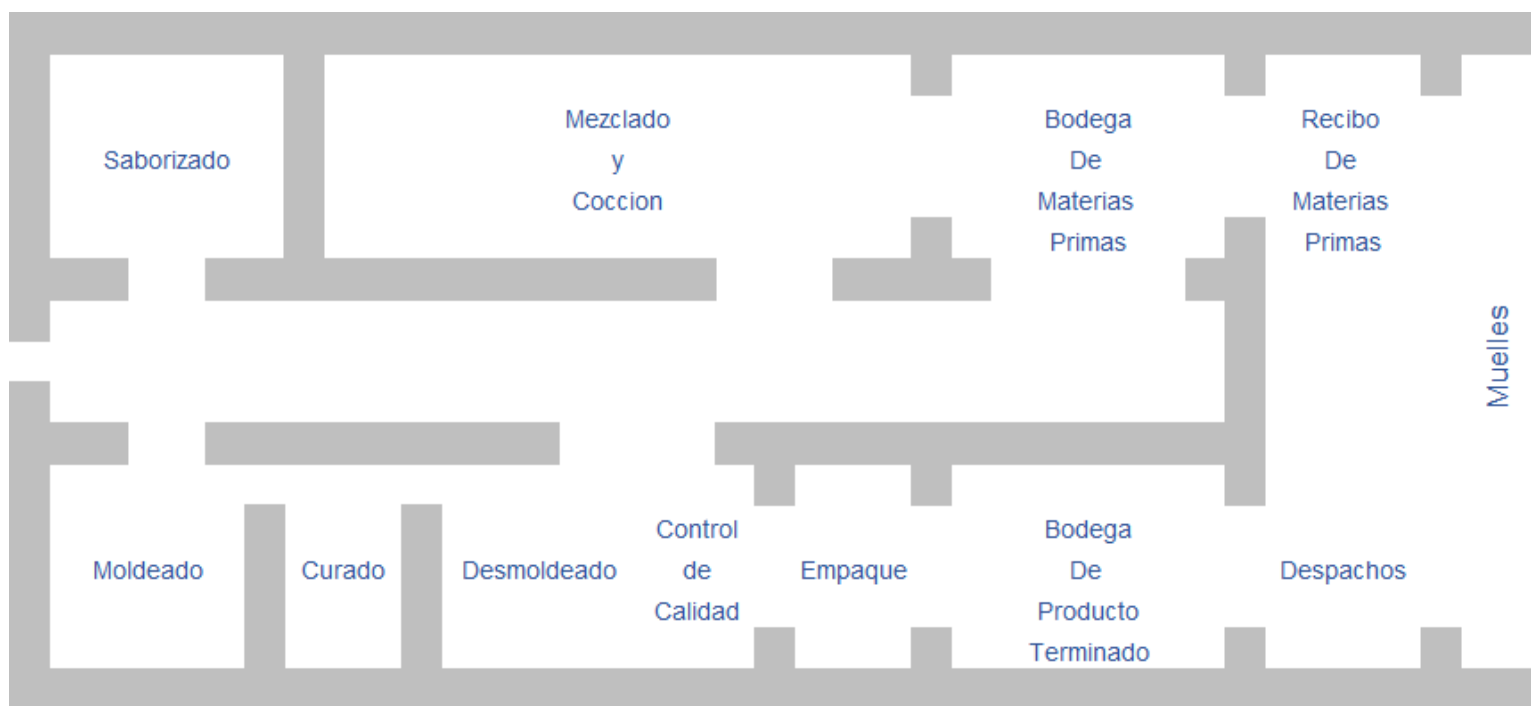 Saborizado
Mezclado
y
Coccion
Bodega
De
Materias
Primas
Recibo
De
Materias
Primas
Muelles
Moldeado
Curado
Desmoldeado
Control
de
Calidad
Empaque
Bodega
De
Producto
Terminado
Despachos